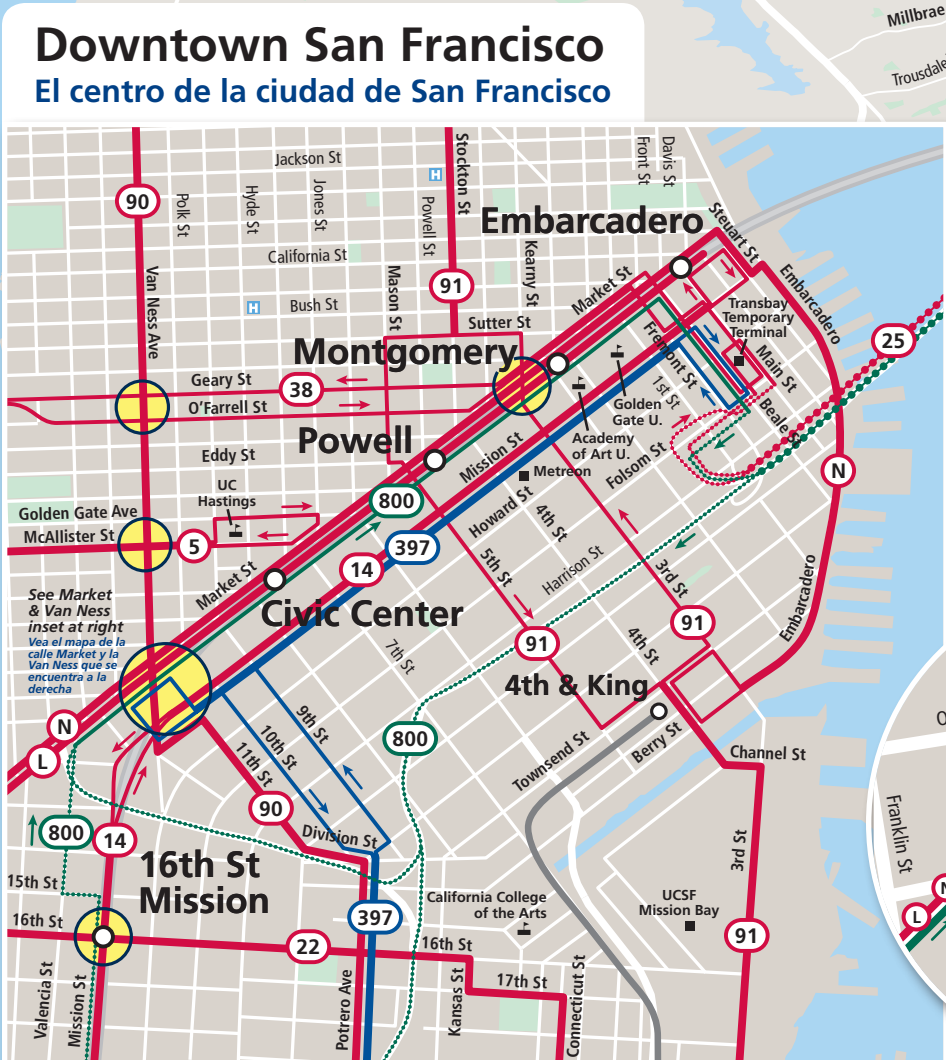 Downtown San Francisco
El centro de la ciudad de San Francisco
Millbrae
Trousdale
Jackson St
Stockton St
Front St
Davis St
90
Polk St
Hyde St
Jones St
H
Powell St
Embarcadero
Steuart St
California St
Kearny St
Van Ness Ave
Mason St
91
Market St
Embarcadero
H
Bush St
Sutter St
Transbay
Temporary
Terminal
25
Montgomery
Fremont St
Main St
Geary St
38
1st St
O'Farrell St
Golden
Gate U.
Beale St
Powell
Academy
of Art U.
Mission St
Folsom St
Eddy St
Metreon
N
UC
Hastings
800
Howard St
4th St
Golden Gate Ave
McAllister St
5
397
14
5th St
Harrison St
3rd St
Market St
Embarcadero
See Market
& Van Ness
inset at right
Vea el mapa de la
calle Market y la
Van Ness que se
encuentra a la
derecha
Civic Center
91
91
7th St
4th St
4th & King
N
L
9th St
10th St
11th St
800
Townsend St
Berry St
Channel St
O
90
Division St
800
14
Franklin St
3rd St
16th St
Mission
15th St
California College
of the Arts
UCSF
Mission Bay
N
L
16th St
397
22
16th St
91
17th St
Valencia St
Mission St
Potrero Ave
Kansas St
Connecticut St